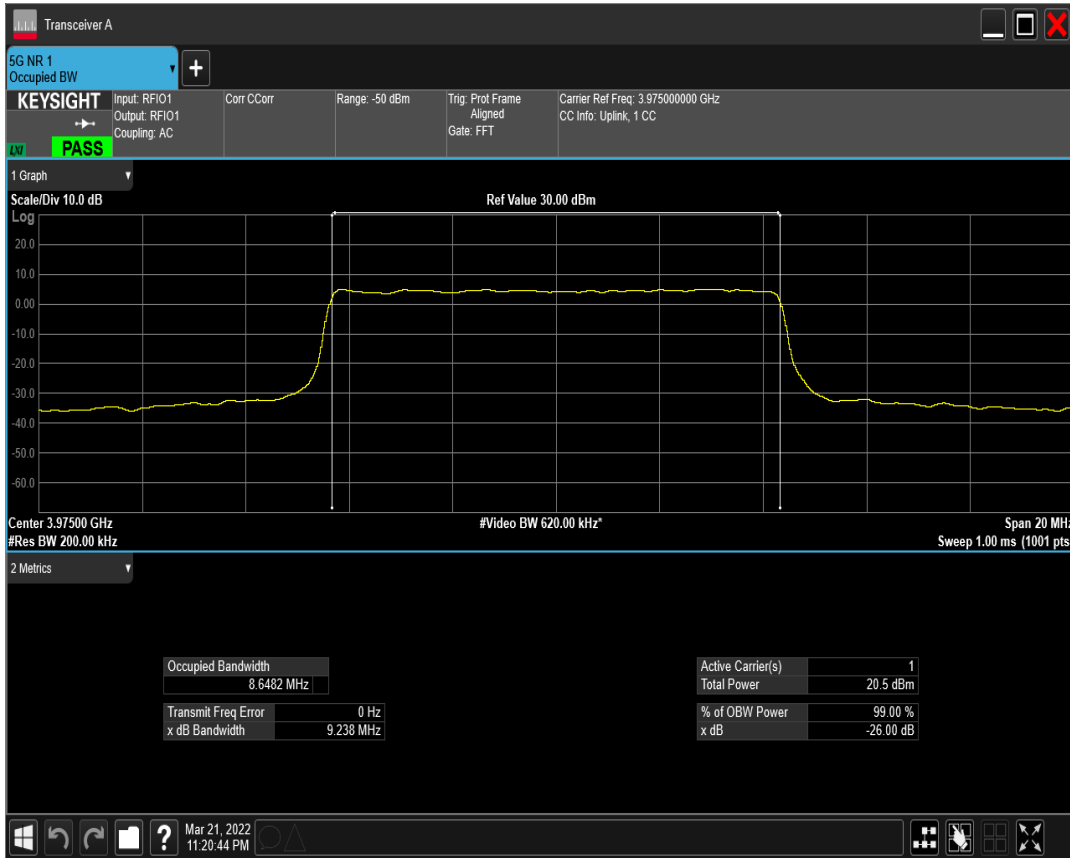 Transceiver A
5G NR 1
Occupied BW
+
KEYSIGHT
LXI
PASS
Input: RFIO1
Output: RFIO1
Coupling: AC
Corr CCorr
Range: -50 dBm
Trig: Prot Frame
Aligned
Gate: FFT
Carrier Ref Freq: 3.975000000 GHz
CC Info: Uplink, 1 CC
1 Graph
Scale/Div 10.0 dB
Ref Value 30.00 dBm
Log
20.0
10.0
0.00
-10.0
-20.0
-30.0
-40.0
-50.0
-60.0
Center 3.97500 GHz
#Video BW 620.00 kHz*
Span 20 MHz
#Res BW 200.00 kHz
Sweep 1.00 ms (1001 pts
2 Metrics
Occupied Bandwidth
8.6482 MHz
Transmit Freq Error 0 Hz
x dB Bandwidth 9.238 MHz
Active Carrier(s) 1
Total Power 20.5 dBm
% of OBW Power 99.00 %
x dB -26.00 dB
?
Mar 21, 2022
11:20:44 PM